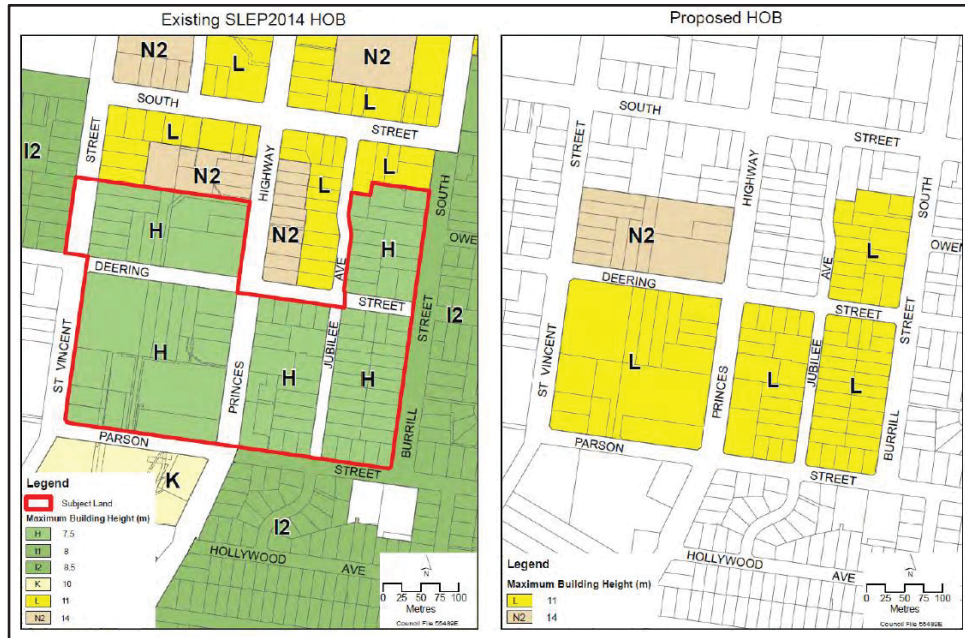 Existing SLEP2014 HOB
N2
L
N2
L
SOUTH
STREET
L
STREET
HIGHWAY
N2
L
L
I2
SOUTH
N2
H
H
OWEN
AVE
DEERING
STREET
STREET
I2
H
ST VINCENT
PRINCES
JUBILEE
H
H
BURRILL
PARSON
STREET
K
I2
HOLLYWOOD
AVE
Legend
Subject Land
Maximum Building Height (m)
H 7.5
I1 8
I2 8.5
K 10
L 11
N2 14
N
0 25 50 100
Metres
Council File 55489E
Proposed HOB
SOUTH
STREET
STREET
HIGHWAY
SOUTH
N2
L
OWEN
AVE
DEERING
STREET
STREET
ST VINCENT
L
PRINCES
L
JUBILEE
L
BURRILL
PARSON
STREET
HOLLYWOOD
AVE
Legend
Maximum Building Height (m)
L 11
N2 14
N
0 25 50 100
Metres
Council File 55489E